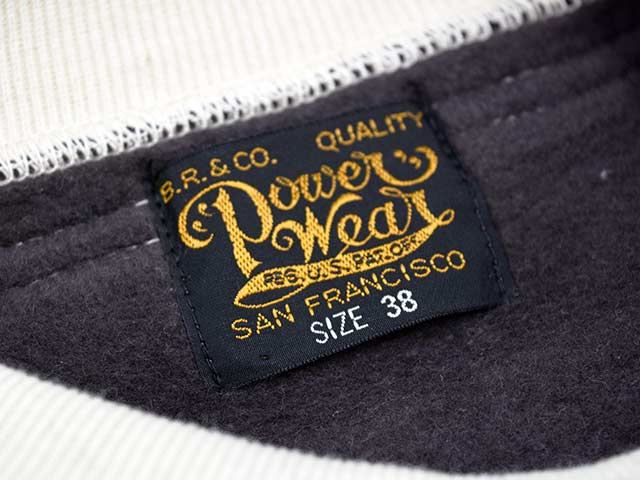 B.R. & CO. QUALITY
Power
Wear
REG. U.S. PAT. OFF.
SAN FRANCISCO
SIZE 38